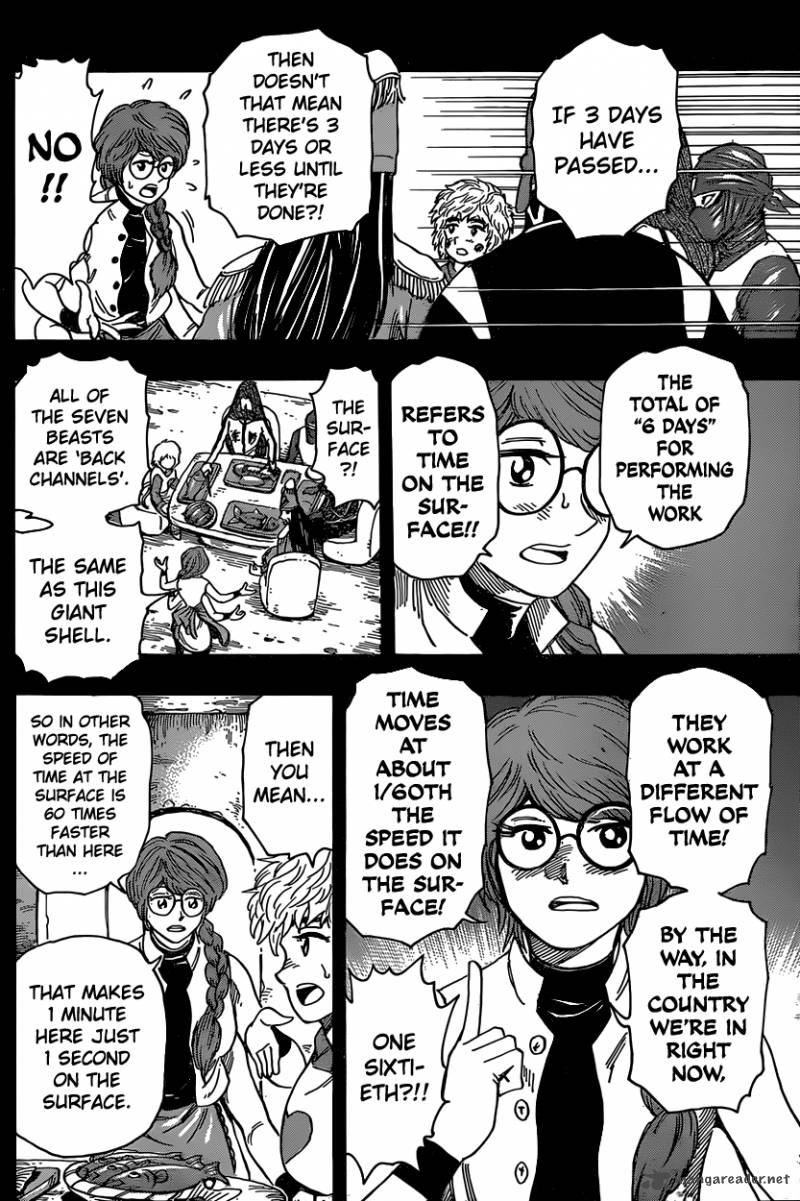 IF 3 DAYS
HAVE
PASSED...
THEN
DOESN'T
THAT MEAN
THERE'S 3
DAYS OR
LESS UNTIL
THEY'RE
DONE?!
NO
!!
THE
TOTAL OF
"6 DAYS"
FOR
PERFORMING
THE
WORK
REFERS
TO
TIME
ON THE
SUR-
FACE!!
THE
SUR-
FACE
?!
ALL OF
THE SEVEN
BEASTS
ARE 'BACK
CHANNELS'.
THE SAME
AS THIS
GIANT
SHELL.
THEY
WORK
AT A
DIFFERENT
FLOW OF
TIME!
BY THE
WAY, IN
THE
COUNTRY
WE'RE IN
RIGHT
NOW,
TIME
MOVES
AT
ABOUT
1/60TH
THE
SPEED IT
DOES ON
THE SUR-
FACE!
ONE
SIXTI-
ETH?!!
THEN
YOU
MEAN...
SO IN OTHER
WORDS, THE
SPEED OF
TIME AT THE
SURFACE IS
60 TIMES
FASTER
THAN HERE
...
THAT MAKES
1 MINUTE
HERE JUST
1 SECOND
ON THE
SURFACE.
mangareader.net